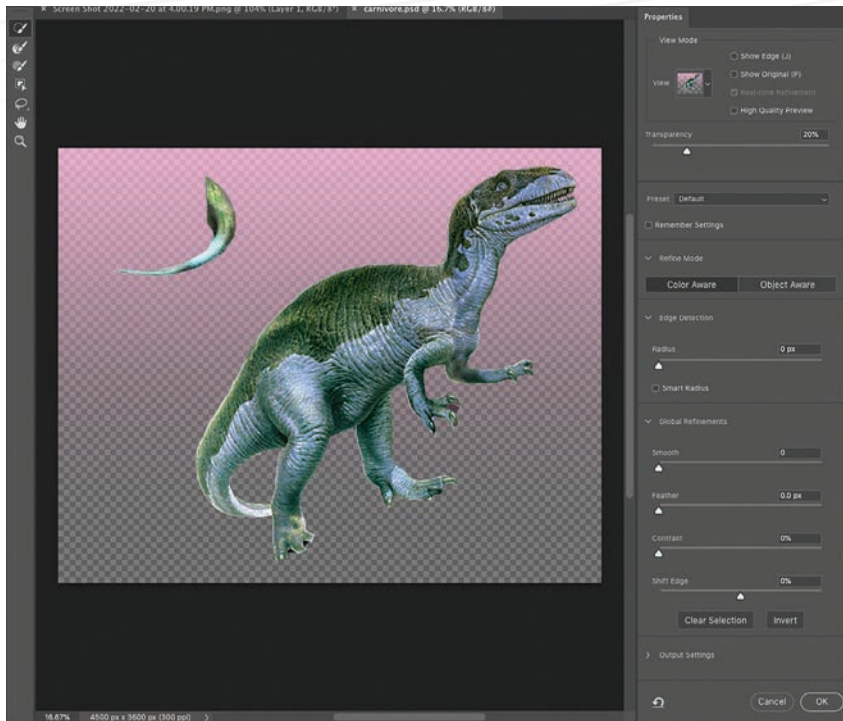 × Screen Shot 2022-02-20 at 4.00.19 PM.png @ 104% (Layer 1, RGB/8*) × carnivore.psd @ 16.7% (RGB/8#)
Properties
View Mode
Show Edge (J)
Show Original (P)
View
Real-time Refinement
High Quality Preview
Transparency 20%
Preset: Default
Remember Settings
Refine Mode
Color Aware Object Aware
Edge Detection
Radius 0 px
Smart Radius
Global Refinements
Smooth 0
Feather 0.0 px
Contrast 0%
Shift Edge 0%
Clear Selection Invert
Output Settings
Cancel OK
16.67% 4500 px x 3600 px (300 ppi)